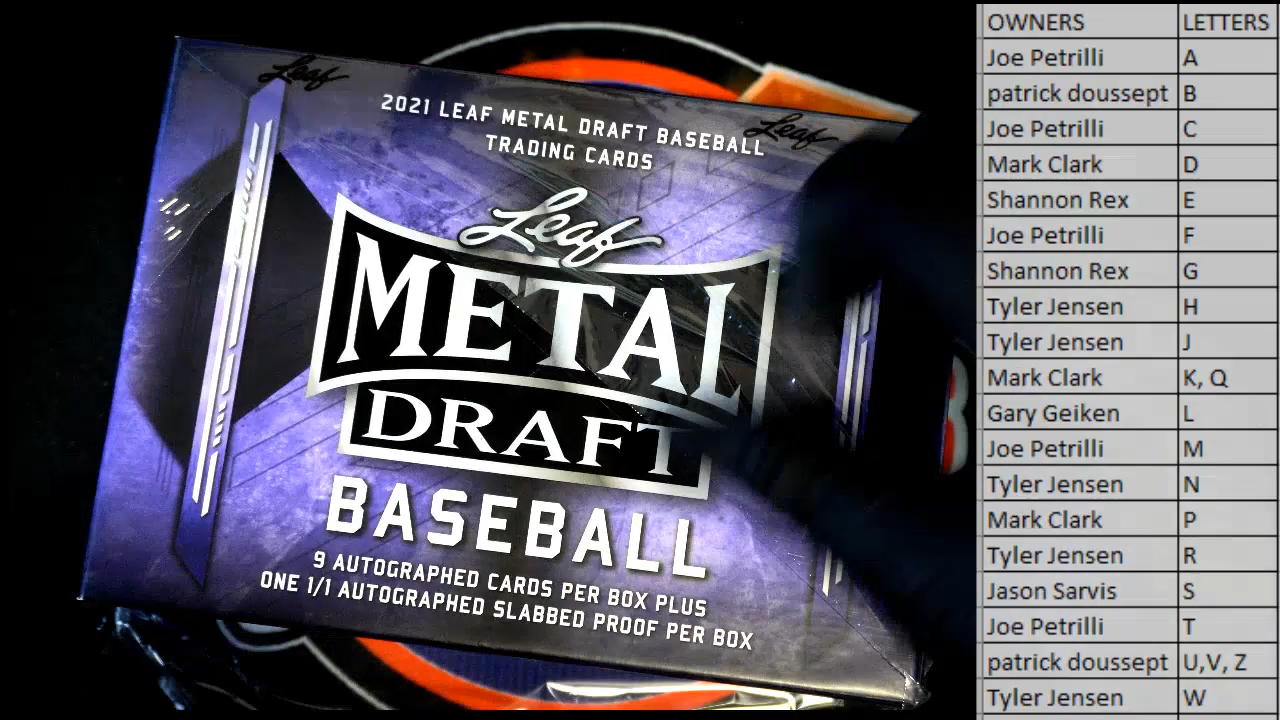 Leaf
Leaf
2021 LEAF METAL DRAFT BASEBALL
TRADING CARDS
Leaf
METAL
DRAFT
BASEBALL
9 AUTOGRAPHED CARDS PER BOX PLUS
ONE 1/1 AUTOGRAPHED SLABBED PROOF PER BOX
OWNERS LETTERS
Joe Petrilli A
patrick doussept B
Joe Petrilli C
Mark Clark D
Shannon Rex E
Joe Petrilli F
Shannon Rex G
Tyler Jensen H
Tyler Jensen J
Mark Clark K, Q
Gary Geiken L
Joe Petrilli M
Tyler Jensen N
Mark Clark P
Tyler Jensen R
Jason Sarvis S
Joe Petrilli T
patrick doussept U,V, Z
Tyler Jensen W